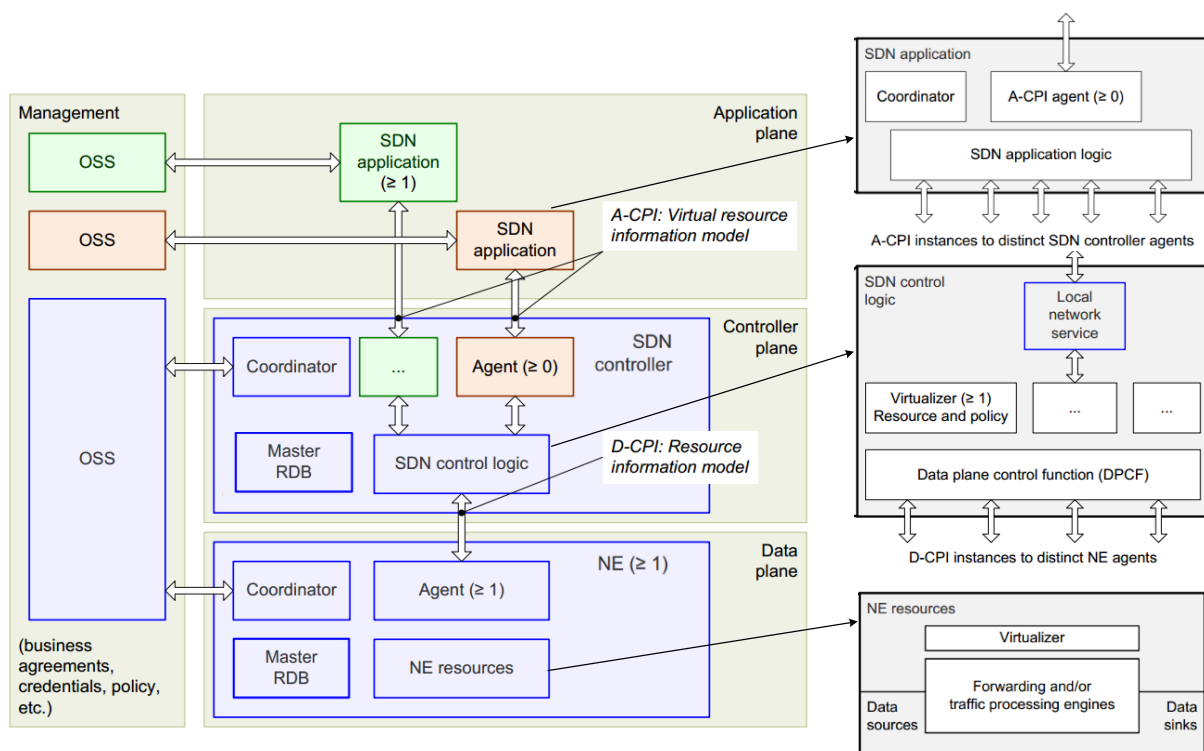 Management
OSS
OSS
OSS
(business
agreements,
credentials, policy,
etc.)
Application
plane
SDN
application
(≥ 1)
SDN
application
A-CPI: Virtual resource
information model
Controller
plane
SDN
controller
Coordinator
...
Agent (≥ 0)
Master
RDB
SDN control logic
D-CPI: Resource
information model
Data
plane
NE (≥ 1)
Coordinator
Agent (≥ 1)
Master
RDB
NE resources
SDN application
Coordinator
A-CPI agent (≥ 0)
SDN application logic
A-CPI instances to distinct SDN controller agents
SDN control
logic
Local
network
service
Virtualizer (≥ 1)
Resource and policy
...
...
Data plane control function (DPCF)
D-CPI instances to distinct NE agents
NE resources
Virtualizer
Forwarding and/or
traffic processing engines
Data
sources
Data
sinks